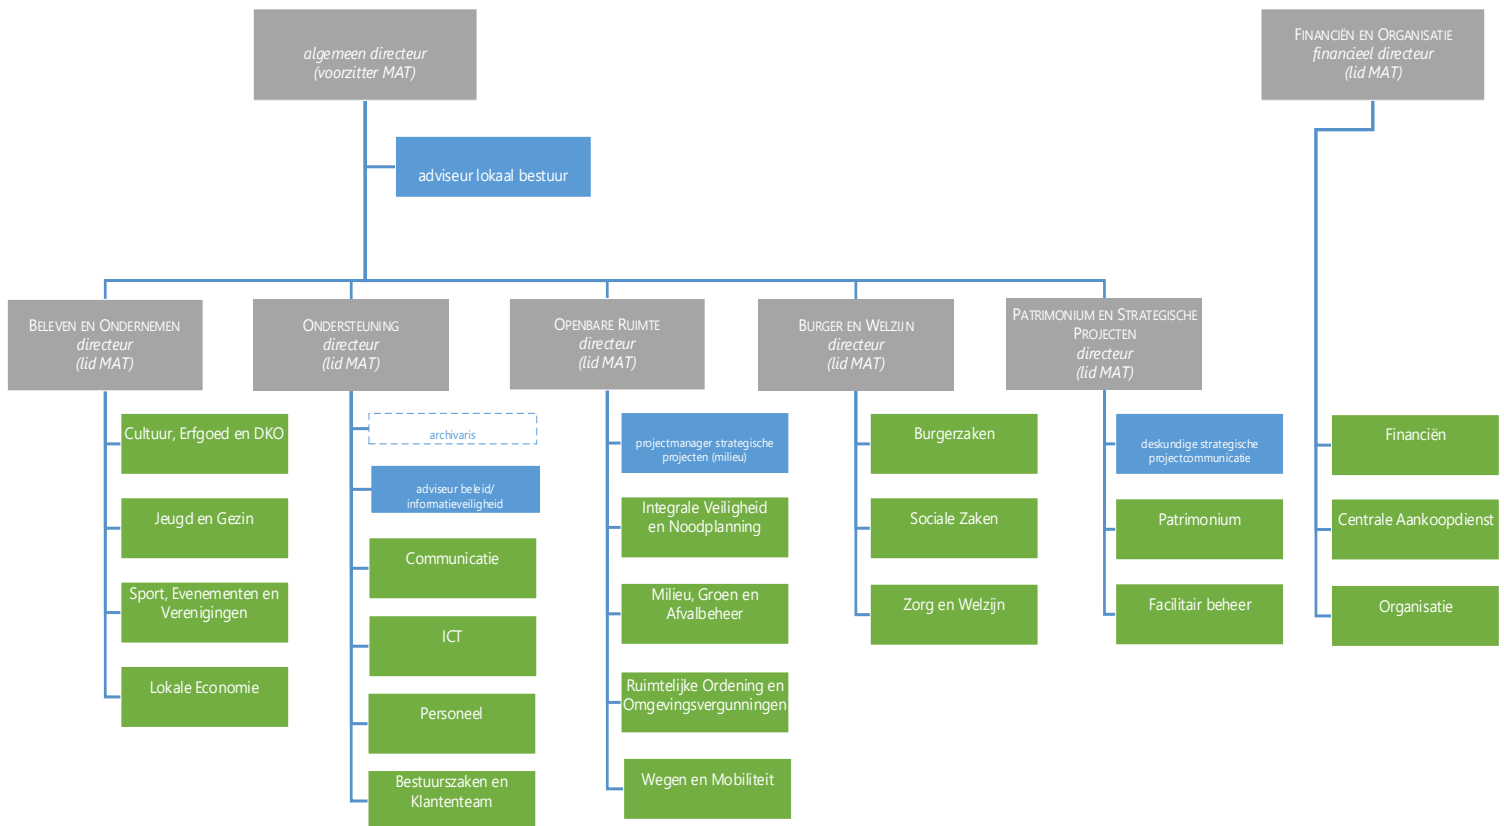 algemeen directeur
(voorzitter MAT)
FINANCIËN EN ORGANISATIE
financieel directeur
(lid MAT)
adviseur lokaal bestuur
BELEVEN EN ONDERNEMEN
directeur
(lid MAT)
ONDERSTEUNING
directeur
(lid MAT)
OPENBARE RUIMTE
directeur
(lid MAT)
BURGER EN WELZIJN
directeur
(lid MAT)
PATRIMONIUM EN STRATEGISCHE
PROJECTEN
directeur
(lid MAT)
Cultuur, Erfgoed en DKO
Jeugd en Gezin
Sport, Evenementen en
Verenigingen
Lokale Economie
archivaris
adviseur beleid/
informatieveiligheid
Communicatie
ICT
Personeel
Bestuurszaken en
Klantenteam
projectmanager strategische
projecten (milieu)
Integrale Veiligheid
en Noodplanning
Milieu, Groen en
Afvalbeheer
Ruimtelijke Ordening en
Omgevingsvergunningen
Wegen en Mobiliteit
Burgerzaken
Sociale Zaken
Zorg en Welzijn
deskundige strategische
projectcommunicatie
Patrimonium
Facilitair beheer
Financiën
Centrale Aankoopdienst
Organisatie